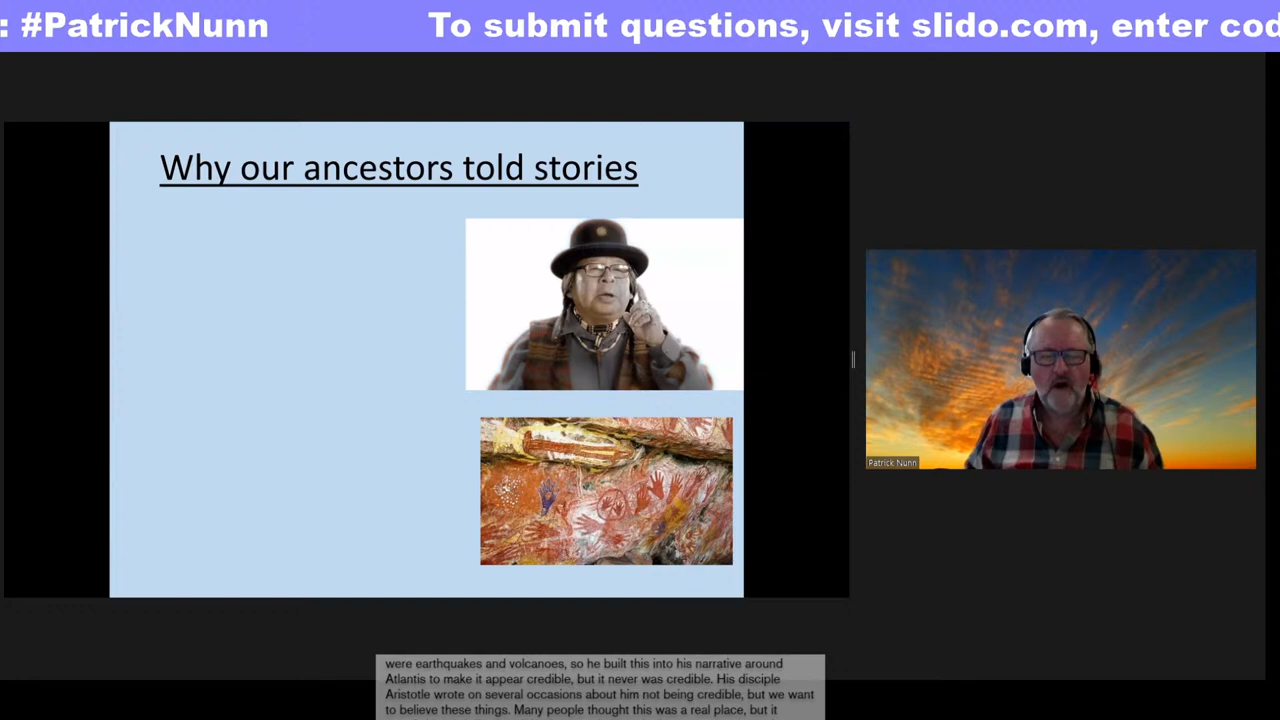 : #PatrickNunn To submit questions, visit slido.com, enter cod
Why our ancestors told stories
Patrick Nunn
were earthquakes and volcanoes, so he built this into his narrative around
Atlantis to make it appear credible, but it never was credible. His disciple
Aristotle wrote on several occasions about him not being credible, but we want
to believe these things. Many people thought this was a real place, but it